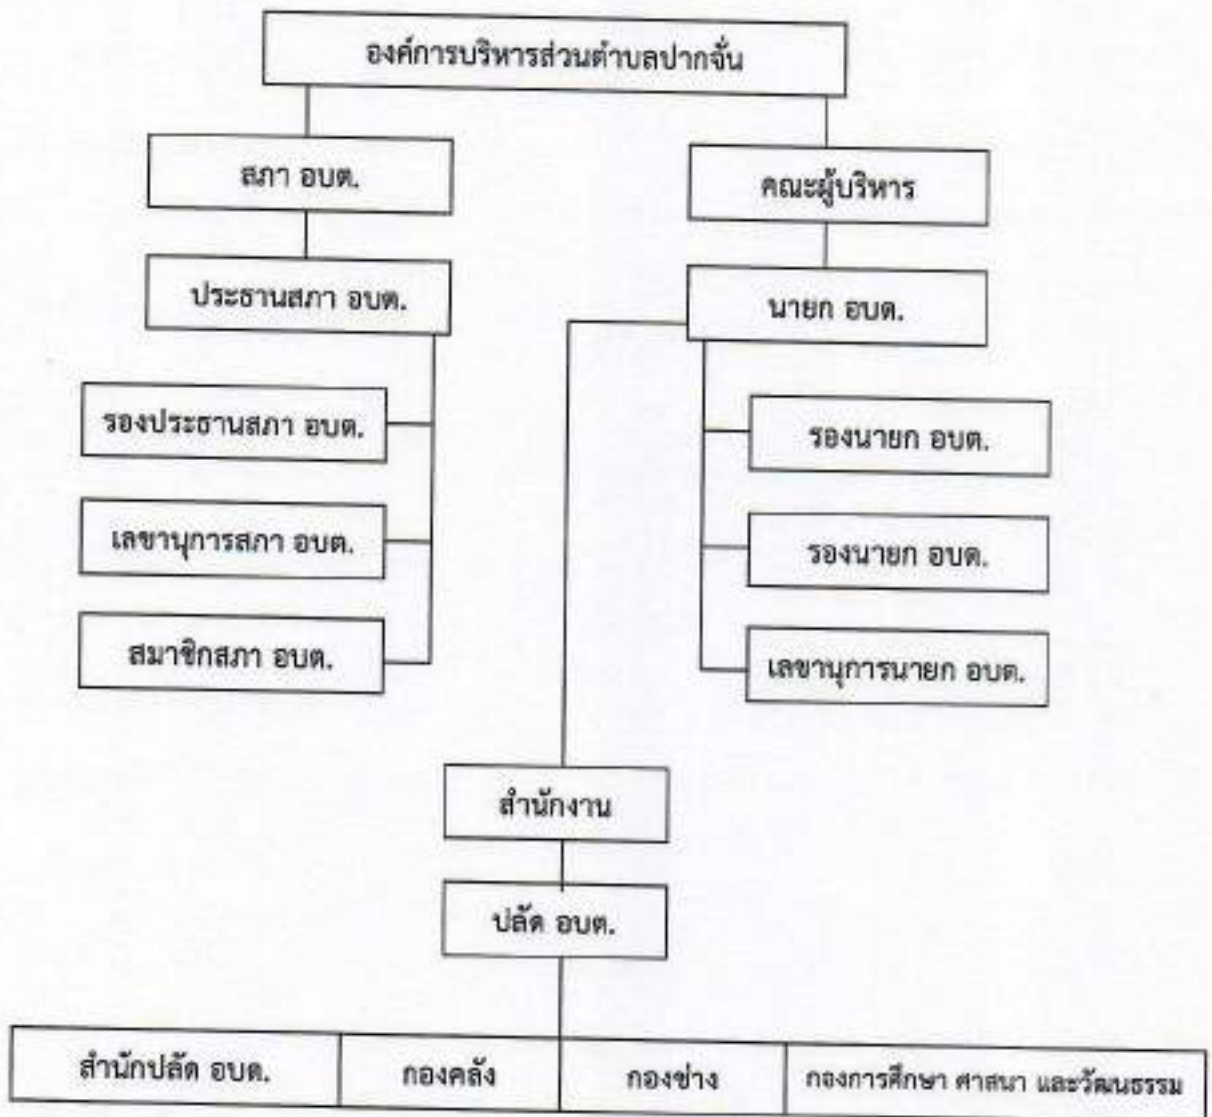 องค์การบริหารส่วนตำบลปากจั่น
สภา อบต.
คณะผู้บริหาร
ประธานสภา อบต.
นายก อบต.
รองประธานสภา อบต.
รองนายก อบต.
เลขานุการสภา อบต.
รองนายก อบต.
สมาชิกสภา อบต.
เลขานุการนายก อบต.
สำนักงาน
ปลัด อบต.
สำนักปลัด อบต.
กองคลัง
กองช่าง
กองการศึกษา ศาสนา และวัฒนธรรม